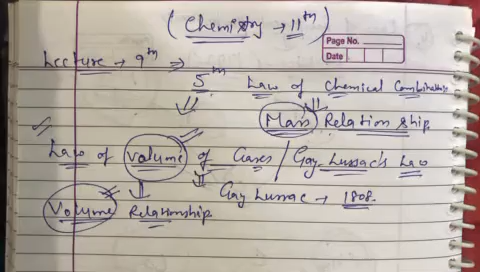 (Chemistry → 11th)
Page No.
Date
Lecture → 9th ⇒
5th Law of Chemical Combination
Mass Relationship
Law of Volume of Gases / Gay Lussac's Law
Gay Lussac → 1808.
Volume Relationship